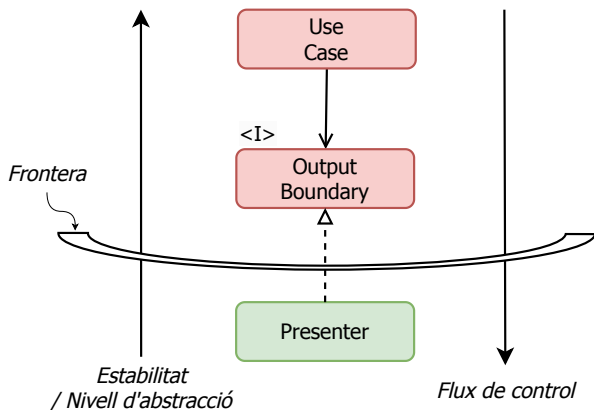 Use
Case
<I>
Output
Boundary
Frontera
Presenter
Estabilitat
/ Nivell d'abstracció
Flux de control